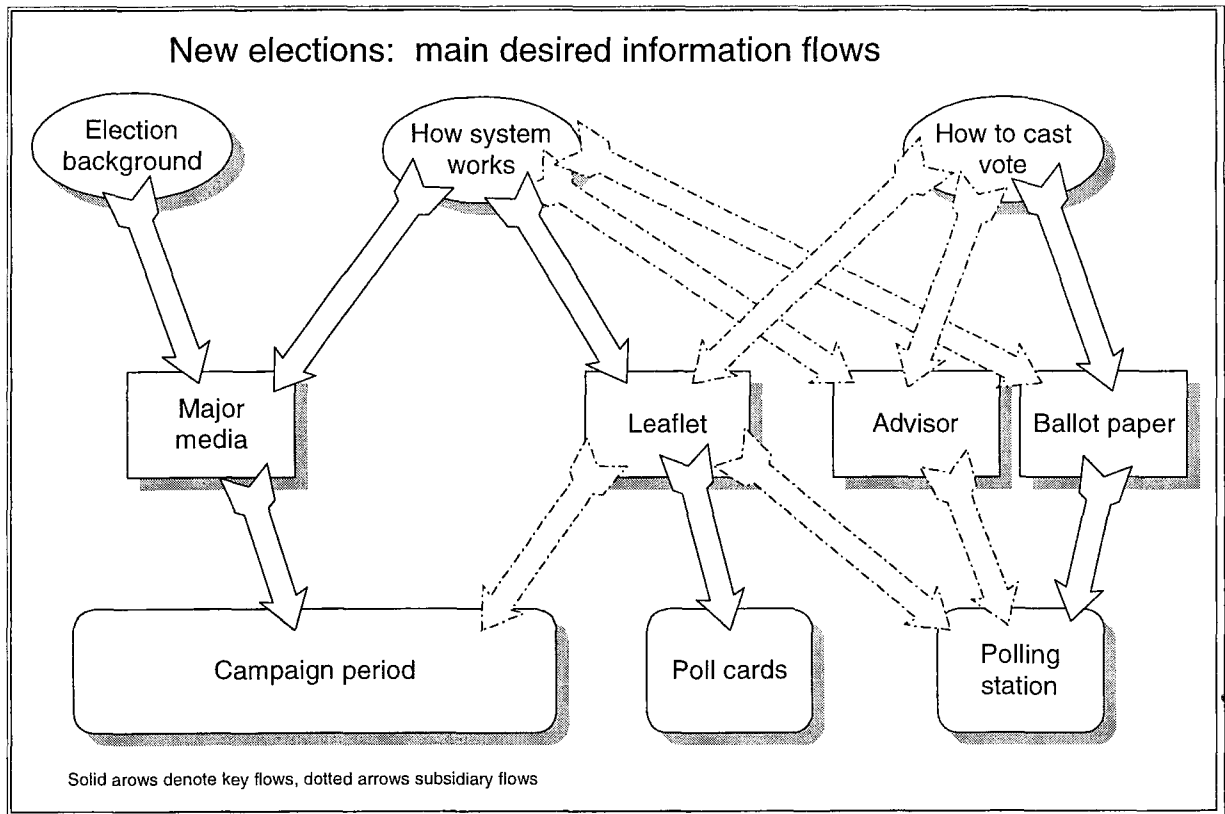 New elections: main desired information flows
Election
background
How system
works
How to cast
vote
Major
media
Leaflet
Advisor
Ballot paper
Campaign period
Poll cards
Polling
station
Solid arows denote key flows, dotted arrows subsidiary flows